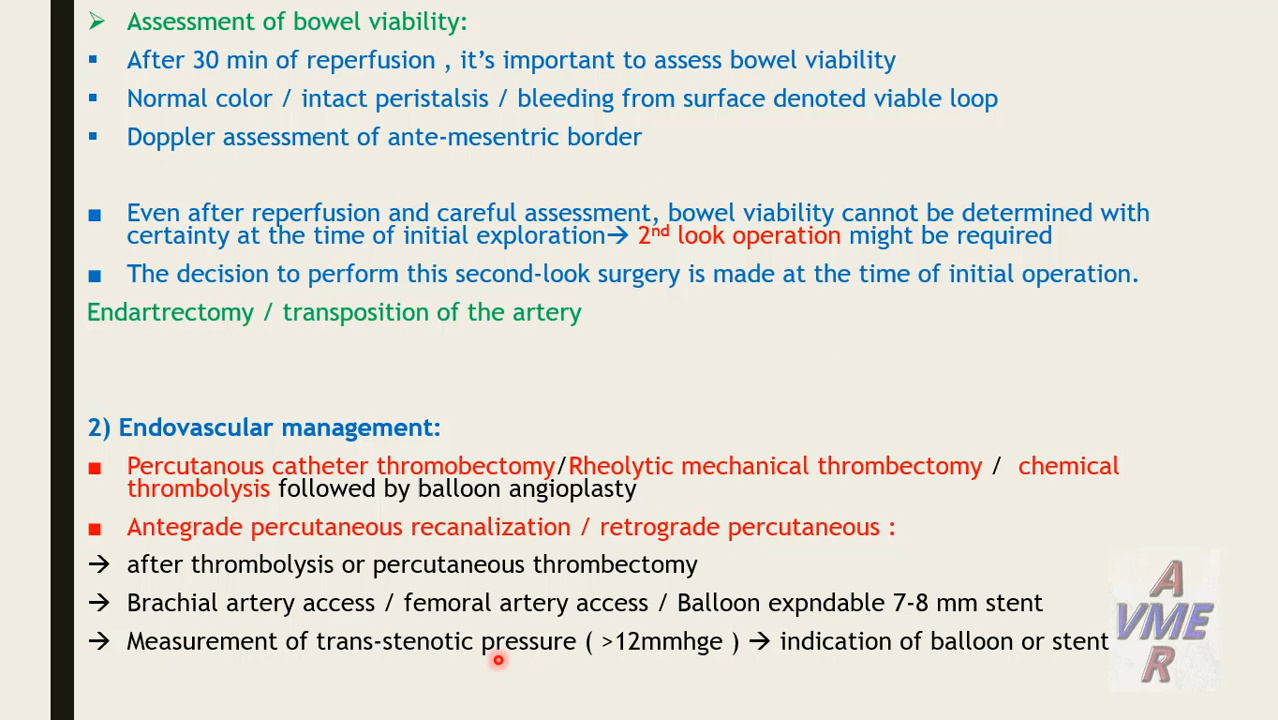 ➢ Assessment of bowel viability:
▪ After 30 min of reperfusion , it’s important to assess bowel viability
▪ Normal color / intact peristalsis / bleeding from surface denoted viable loop
▪ Doppler assessment of ante-mesentric border
■ Even after reperfusion and careful assessment, bowel viability cannot be determined with
certainty at the time of initial exploration→ 2nd look operation might be required
■ The decision to perform this second-look surgery is made at the time of initial operation.
Endartrectomy / transposition of the artery
2) Endovascular management:
■ Percutanous catheter thromobectomy/Rheolytic mechanical thrombectomy / chemical
thrombolysis followed by balloon angioplasty
■ Antegrade percutaneous recanalization / retrograde percutaneous :
→ after thrombolysis or percutaneous thrombectomy
→ Brachial artery access / femoral artery access / Balloon expndable 7-8 mm stent
→ Measurement of trans-stenotic pressure ( >12mmhge ) → indication of balloon or stent
A
VME
R